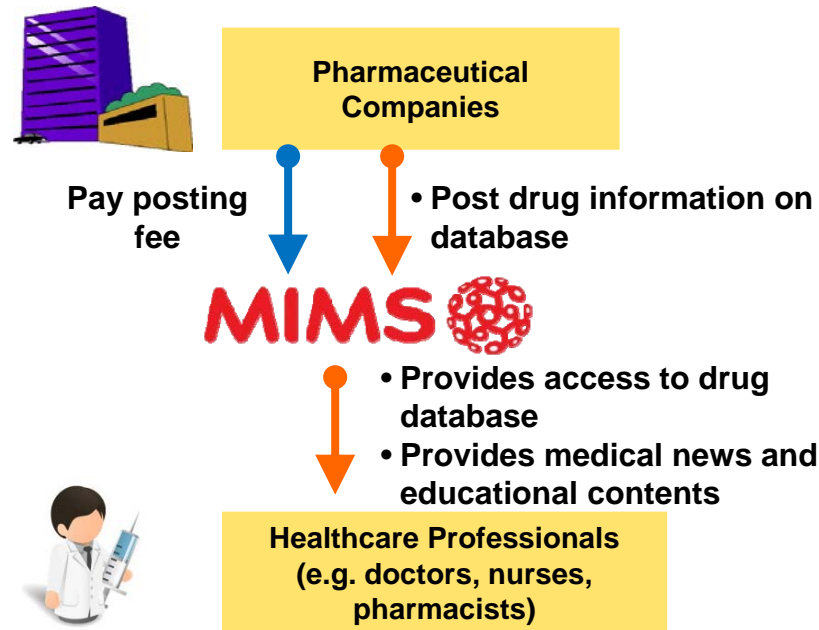 Pharmaceutical
Companies
Pay posting
fee
• Post drug information on
database
MIMS
• Provides access to drug
database
• Provides medical news and
educational contents
Healthcare Professionals
(e.g. doctors, nurses,
pharmacists)